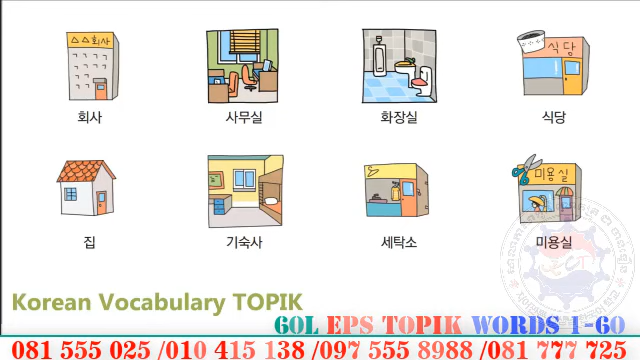 △△회사
식당
회사 사무실 화장실 식당
미용실
집 기숙사 세탁소 미용실
Korean Vocabulary TOPIK
60L EPS TOPIK WORDS 1-60
081 555 025 /010 415 138 /097 555 8988 /081 777 725